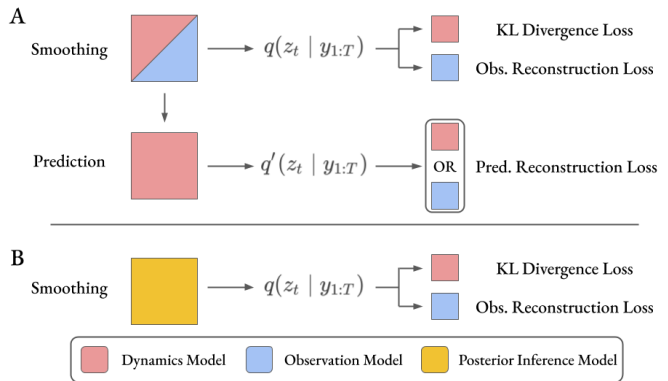 A
Smoothing
q(z_t | y_{1:T})
KL Divergence Loss
Obs. Reconstruction Loss
Prediction
q′(z_t | y_{1:T})
OR
Pred. Reconstruction Loss
B
Smoothing
q(z_t | y_{1:T})
KL Divergence Loss
Obs. Reconstruction Loss
Dynamics Model
Observation Model
Posterior Inference Model